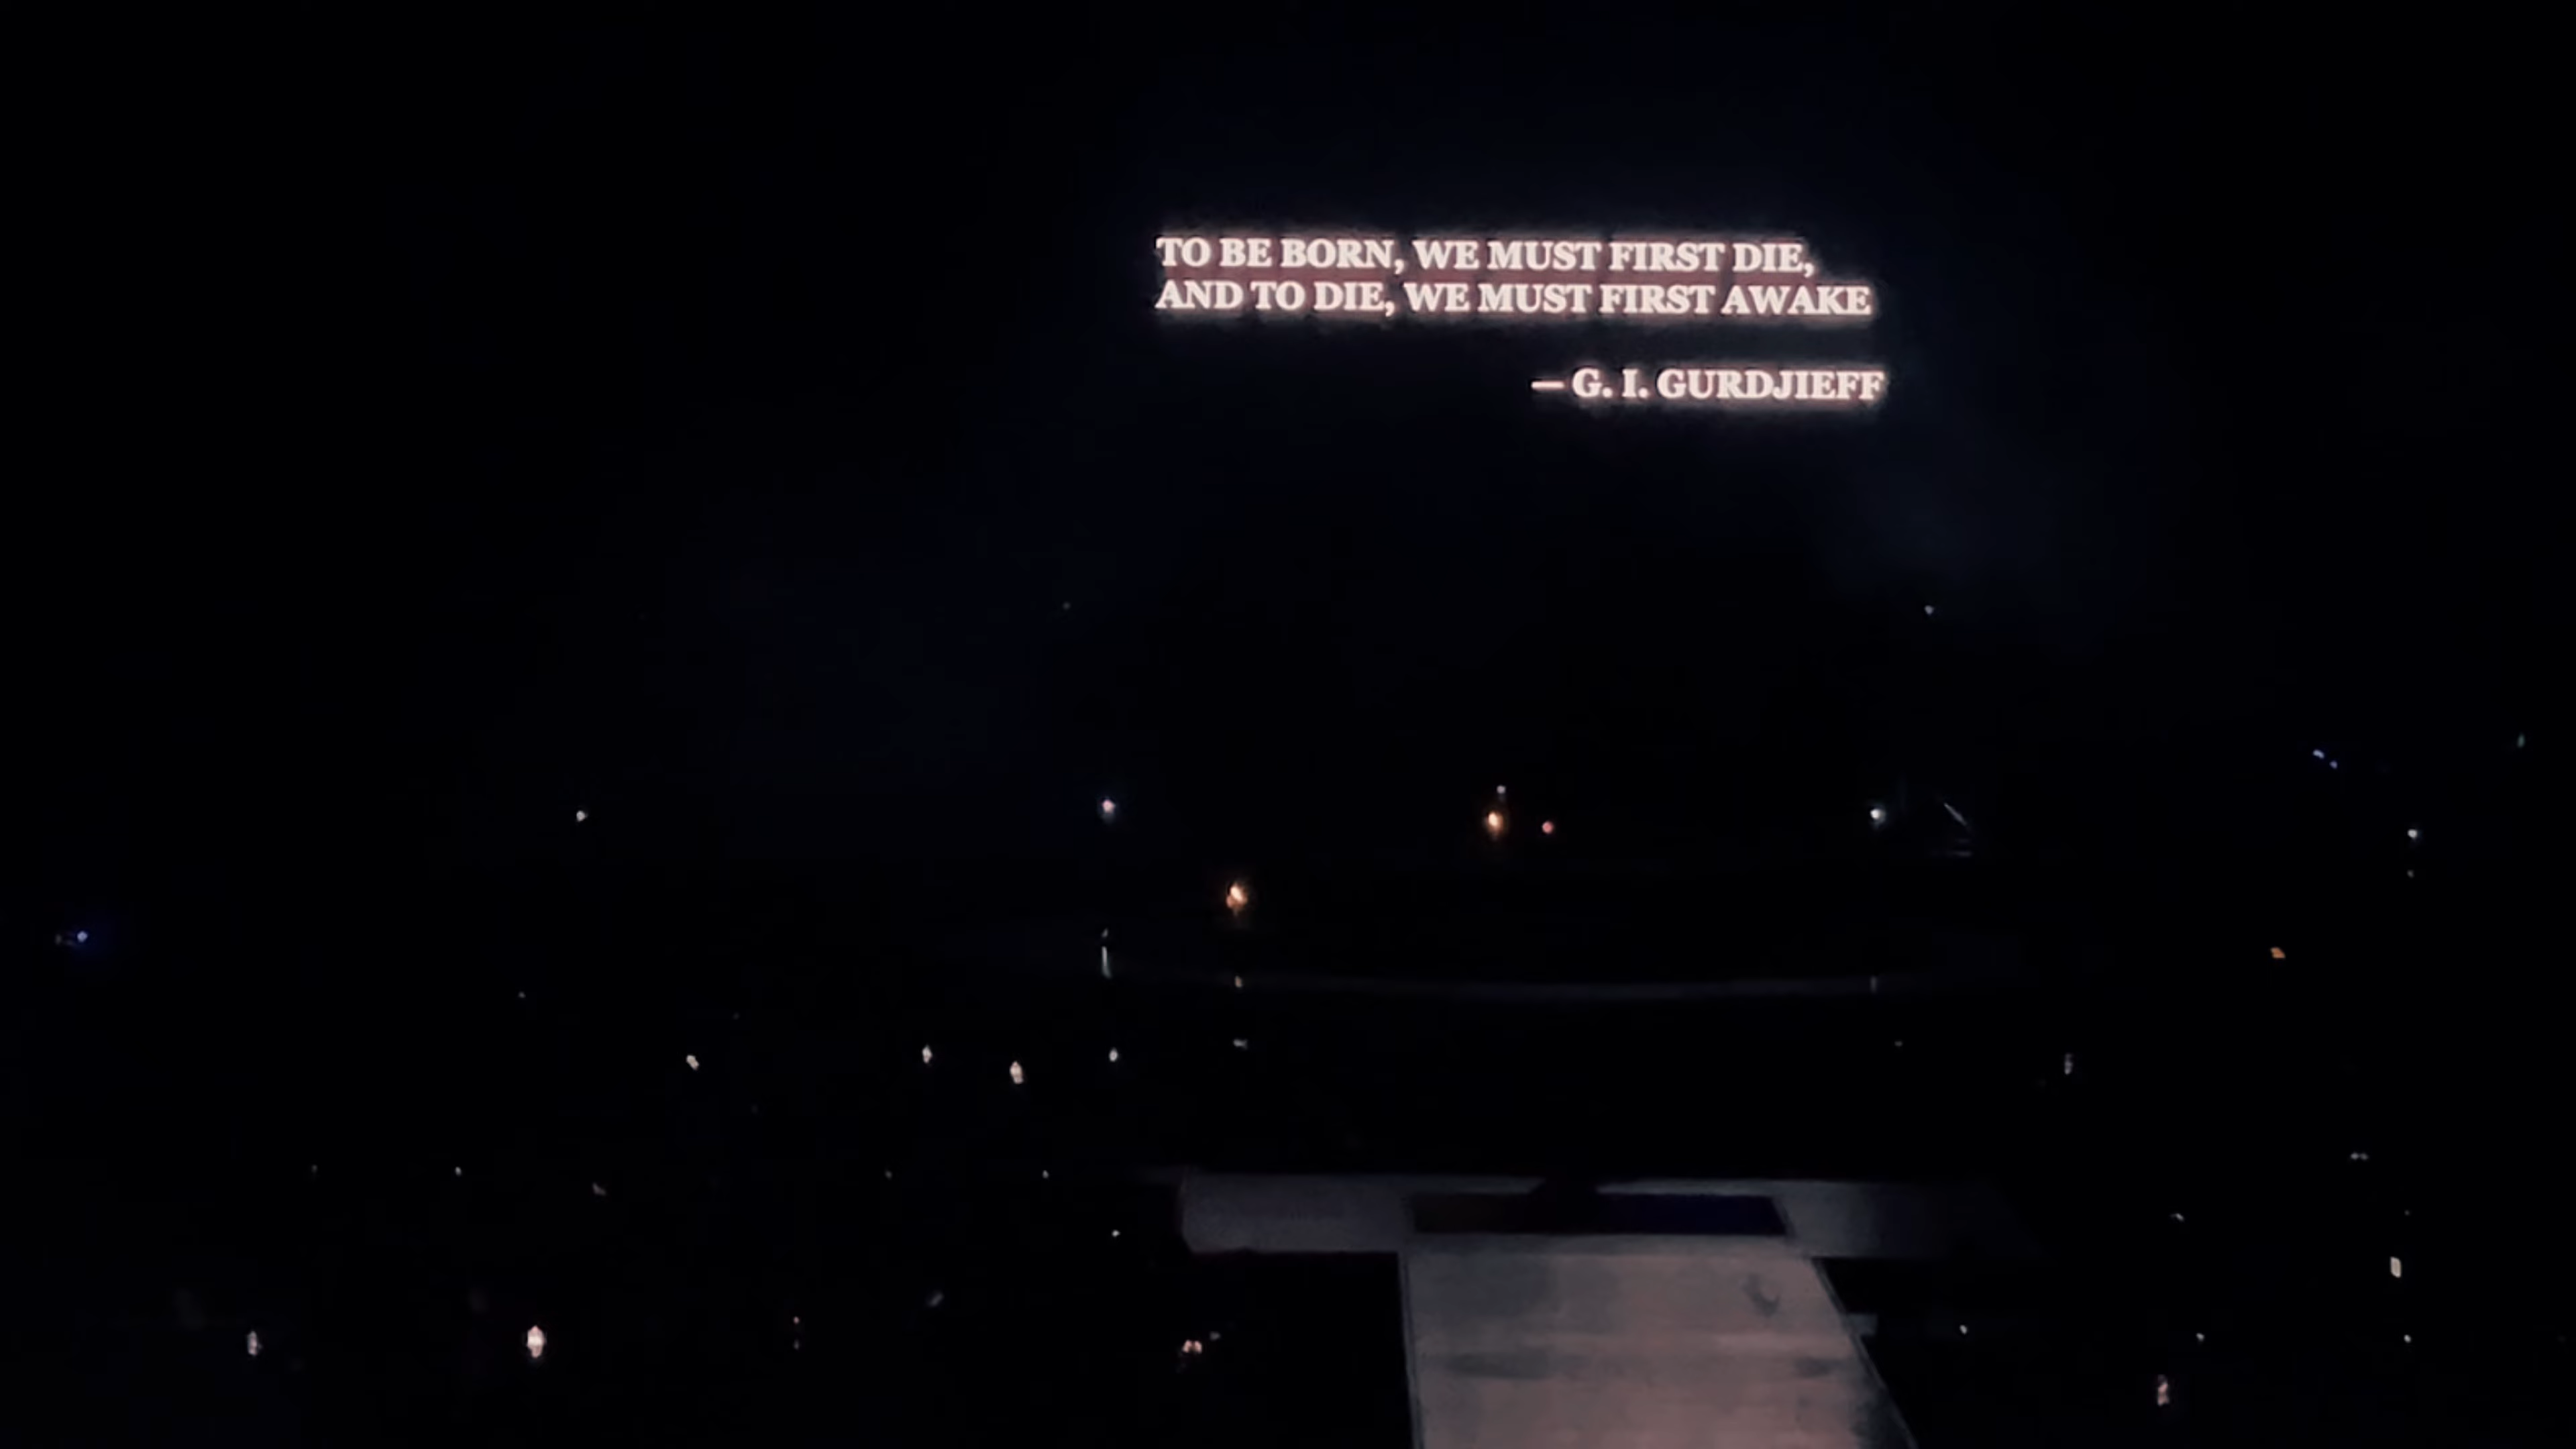 TO BE BORN, WE MUST FIRST DIE,
AND TO DIE, WE MUST FIRST AWAKE
— G. I. GURDJIEFF